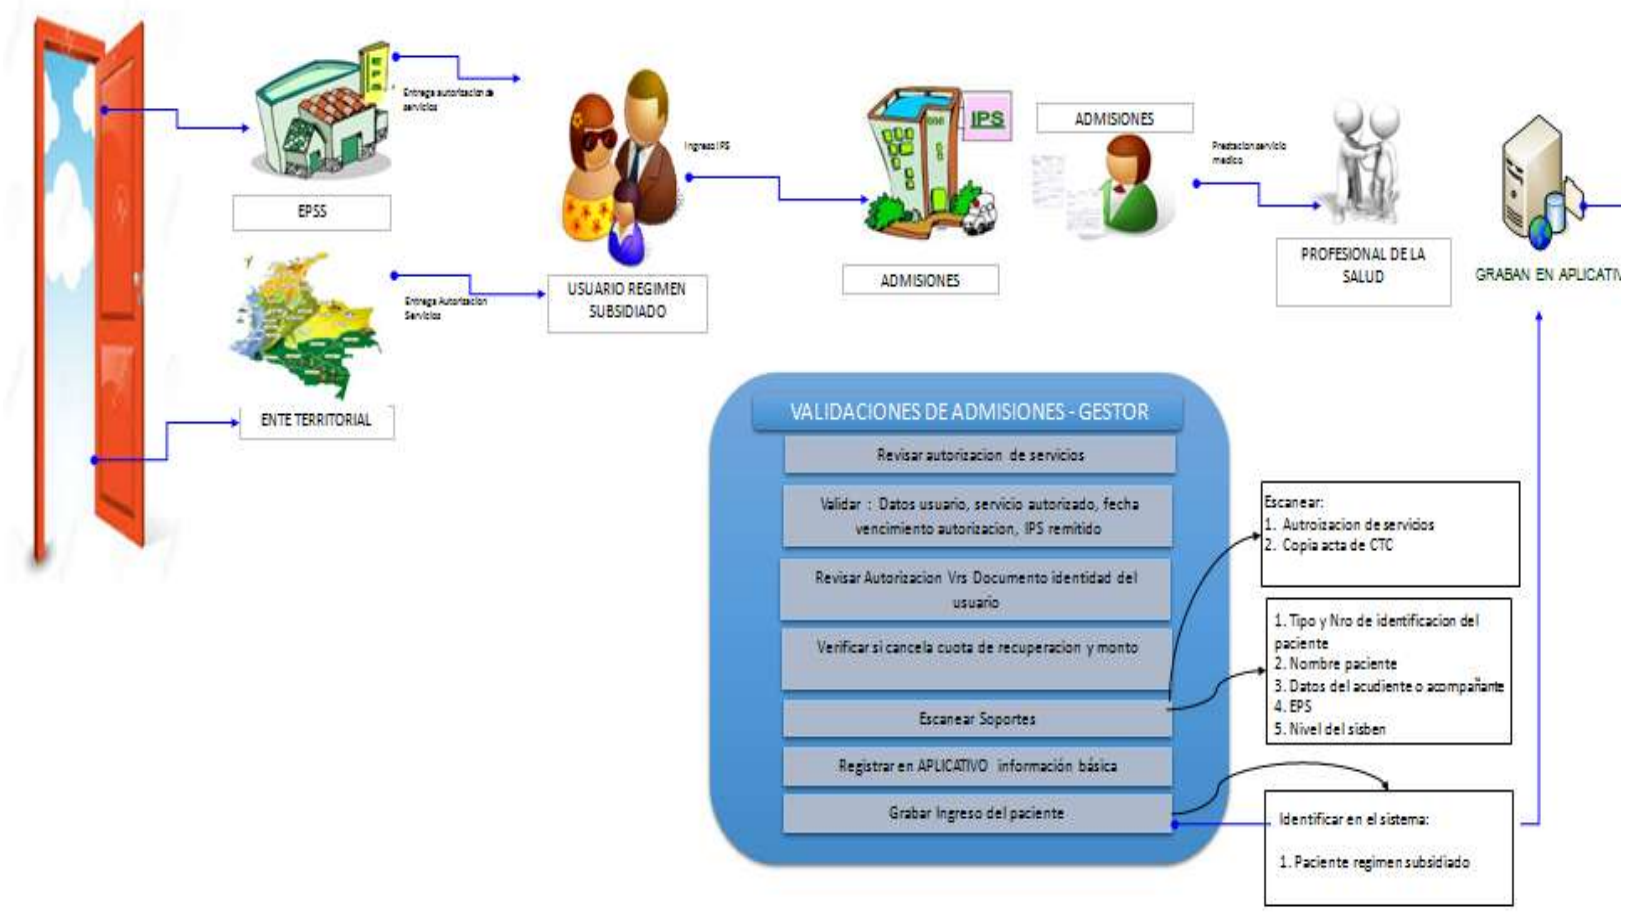 EPS
Entrega autorizacion de
servicios
EPSS
Entrega Autorizacion
Servicios
ENTE TERRITORIAL
USUARIO REGIMEN
SUBSIDIADO
Ingreso IPS
IPS
ADMISIONES
ADMISIONES
Prestacion servicio
medico
PROFESIONAL DE LA
SALUD
GRABAN EN APLICATIV
VALIDACIONES DE ADMISIONES - GESTOR
Revisar autorizacion de servicios
Validar : Datos usuario, servicio autorizado, fecha
vencimiento autorizacion, IPS remitido
Revisar Autorizacion Vrs Documento identidad del
usuario
Verificar si cancela cuota de recuperacion y monto
Escanear Soportes
Registrar en APLICATIVO información básica
Grabar Ingreso del paciente
Escanear:
1. Autroizacion de servicios
2. Copia acta de CTC
1. Tipo y Nro de identificacion del
paciente
2. Nombre paciente
3. Datos del acudiente o acompañante
4. EPS
5. Nivel del sisben
Identificar en el sistema:
1. Paciente regimen subsidiado